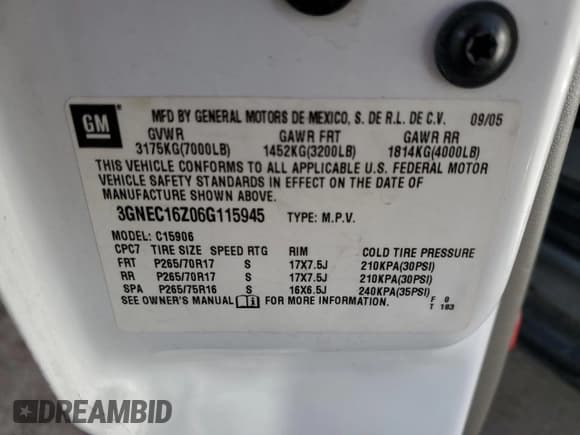 GM
MFD BY GENERAL MOTORS DE MEXICO, S. DE R.L. DE C.V. 09/05
GVWR GAWR FRT GAWR RR
3175KG(7000LB) 1452KG(3200LB) 1814KG(4000LB)
THIS VEHICLE CONFORMS TO ALL APPLICABLE U.S. FEDERAL MOTOR
VEHICLE SAFETY STANDARDS IN EFFECT ON THE DATE OF
MANUFACTURE SHOWN ABOVE.
3GNEC16Z06G115945 TYPE: M.P.V.
MODEL: C15906
CPC7 TIRE SIZE SPEED RTG RIM COLD TIRE PRESSURE
FRT P265/70R17 S 17X7.5J 210KPA(30PSI)
RR P265/70R17 S 17X7.5J 210KPA(30PSI)
SPA P265/75R16 S 16X6.5J 240KPA(35PSI)
SEE OWNER'S MANUAL FOR MORE INFORMATION. F 0
T 183
DREAMBID